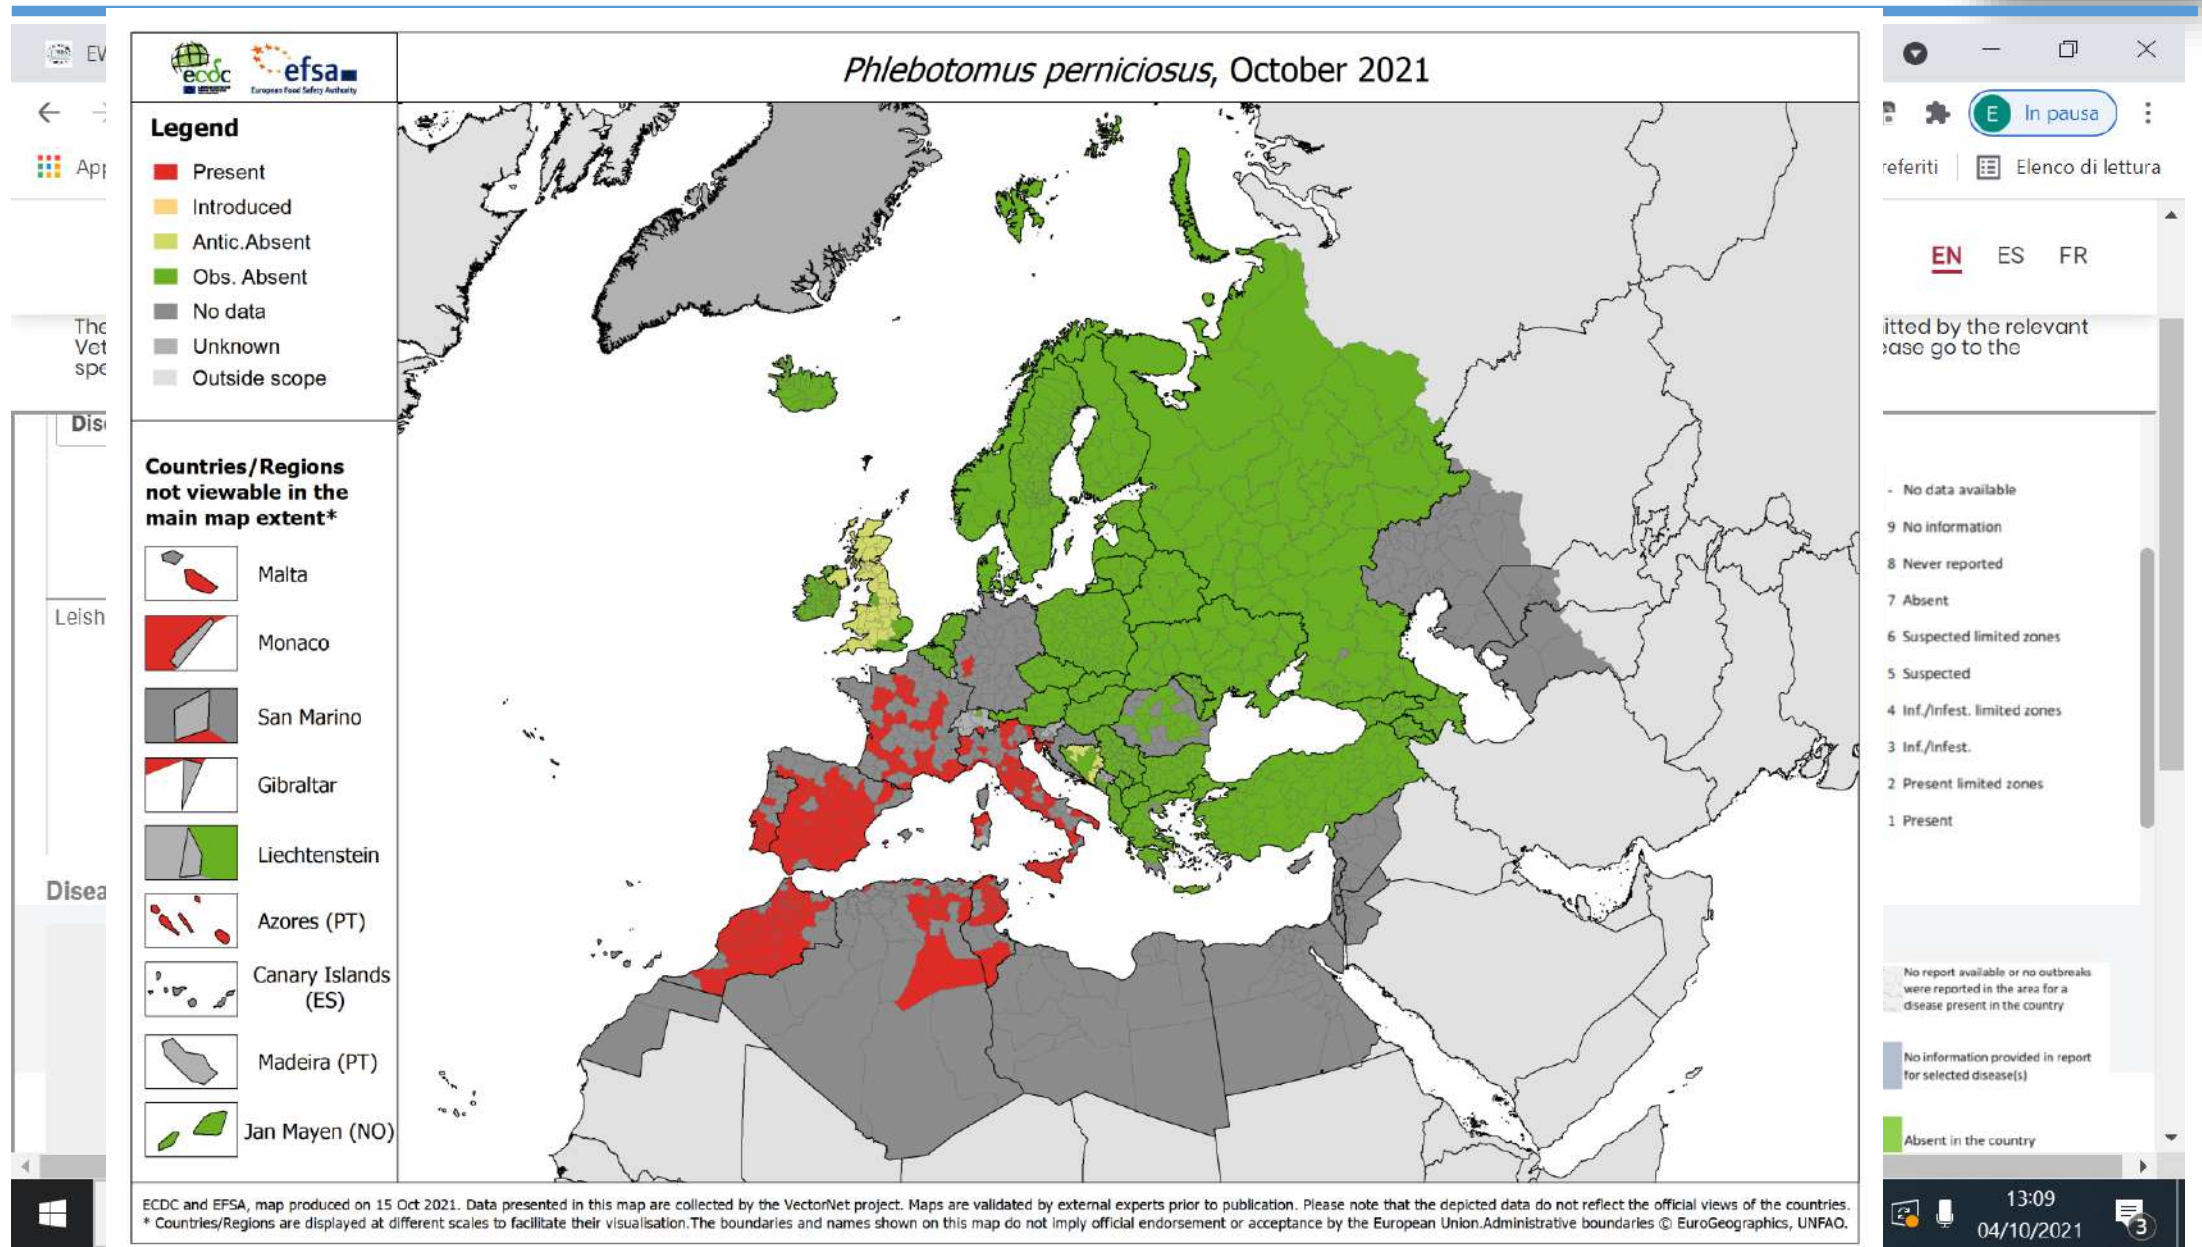 EV
ecdc
efsa
European Food Safety Authority
Phlebotomus perniciosus, October 2021
E In pausa
App
referiti
Elenco di lettura
Legend
Present
Introduced
Antic.Absent
Obs. Absent
No data
Unknown
Outside scope
EN ES FR
The
Vet
spe
itted by the relevant
ease go to the
Dis
Countries/Regions
not viewable in the
main map extent*
Malta
Monaco
San Marino
Gibraltar
Liechtenstein
Azores (PT)
Canary Islands
(ES)
Madeira (PT)
Jan Mayen (NO)
Leish
Disea
- No data available
9 No information
8 Never reported
7 Absent
6 Suspected limited zones
5 Suspected
4 Inf./Infest. limited zones
3 Inf./Infest.
2 Present limited zones
1 Present
No report available or no outbreaks
were reported in the area for a
disease present in the country
No information provided in report
for selected disease(s)
Absent in the country
ECDC and EFSA, map produced on 15 Oct 2021. Data presented in this map are collected by the VectorNet project. Maps are validated by external experts prior to publication. Please note that the depicted data do not reflect the official views of the countries.
* Countries/Regions are displayed at different scales to facilitate their visualisation.The boundaries and names shown on this map do not imply official endorsement or acceptance by the European Union.Administrative boundaries © EuroGeographics, UNFAO.
13:09
04/10/2021
3